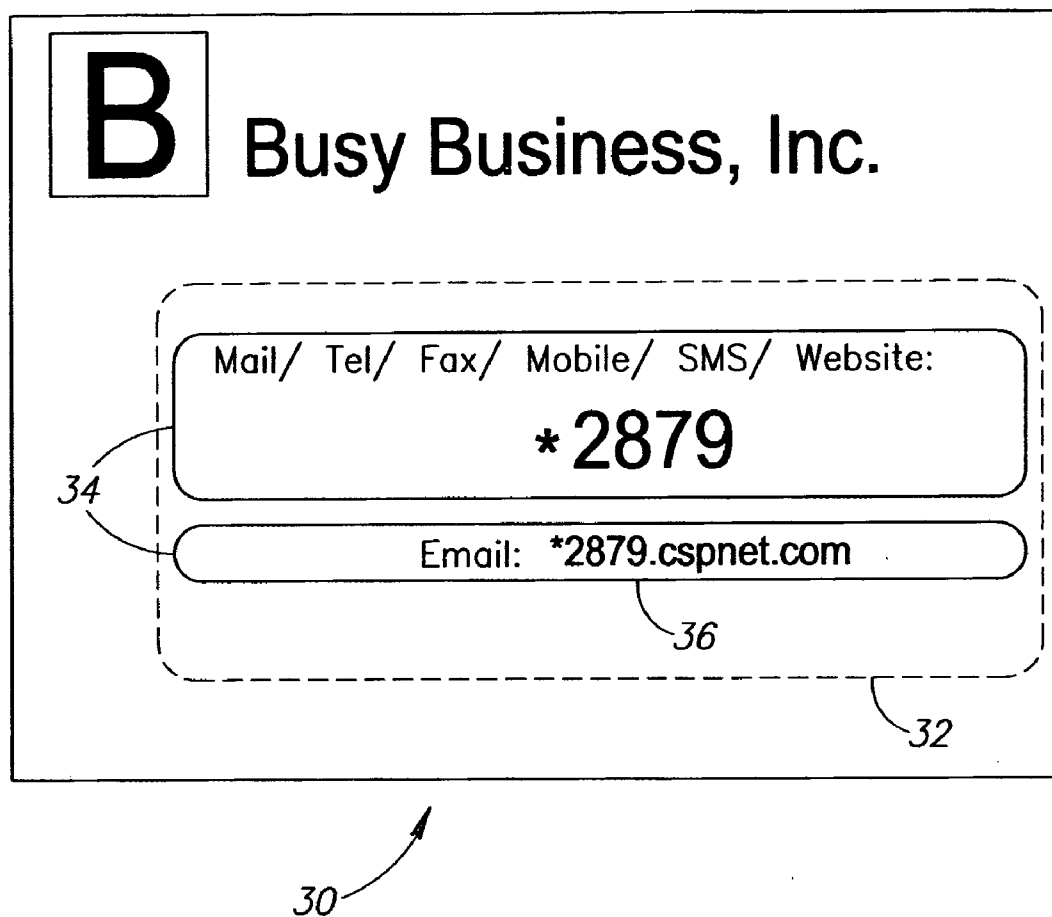 B
Busy Business, Inc.
Mail/ Tel/ Fax/ Mobile/ SMS/ Website:
*2879
34
Email: *2879.cspnet.com
36
32
30